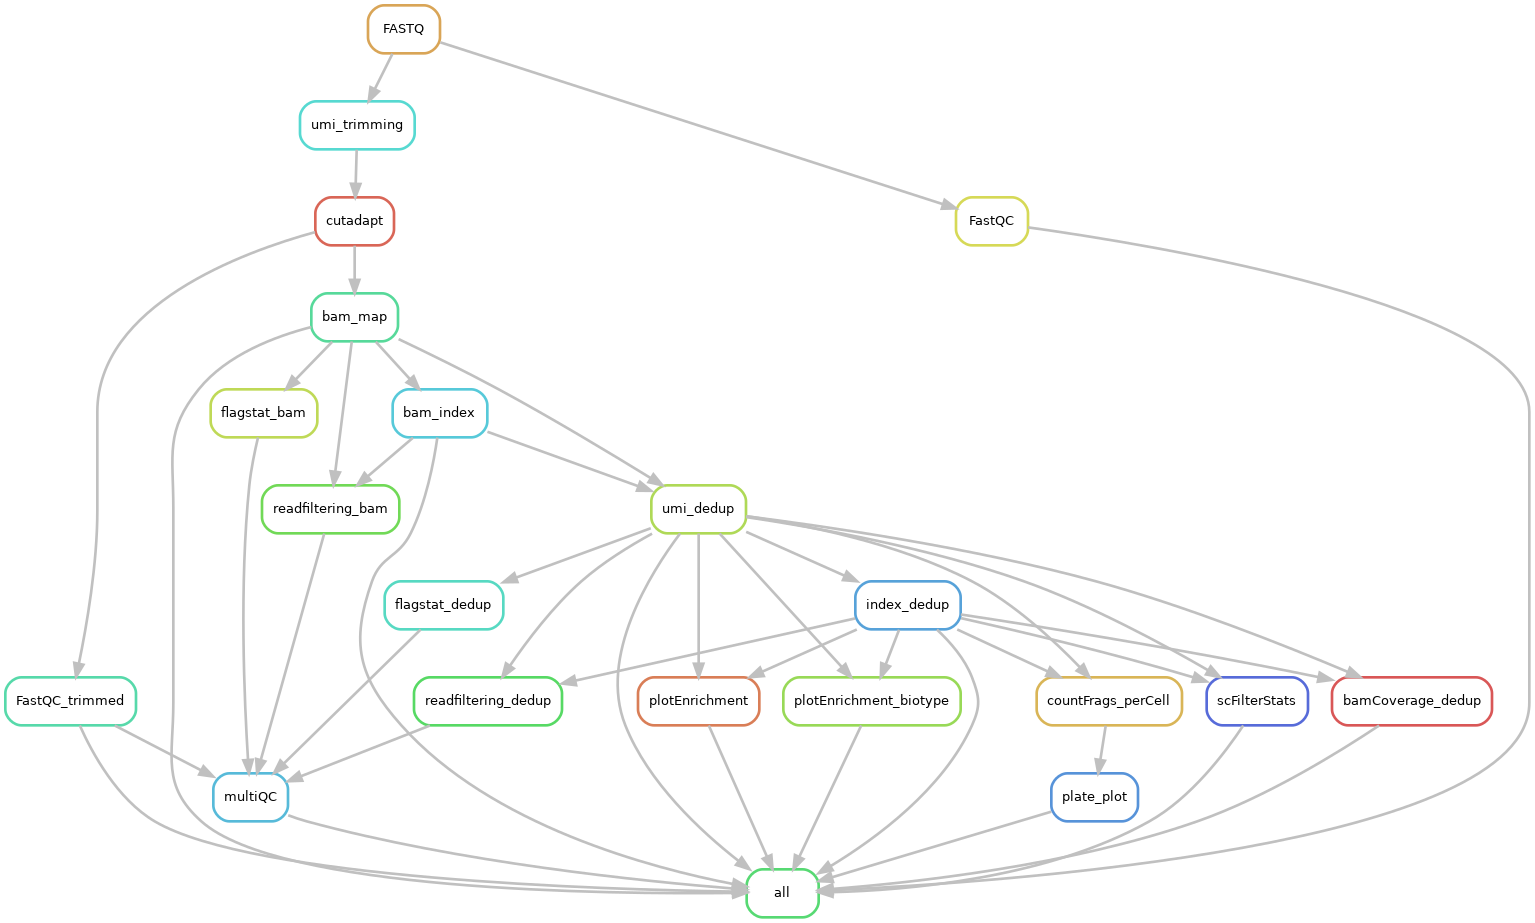 FASTQ
umi_trimming
cutadapt
FastQC
bam_map
flagstat_bam
bam_index
readfiltering_bam
umi_dedup
flagstat_dedup
index_dedup
FastQC_trimmed
readfiltering_dedup
plotEnrichment
plotEnrichment_biotype
countFrags_perCell
scFilterStats
bamCoverage_dedup
multiQC
plate_plot
all